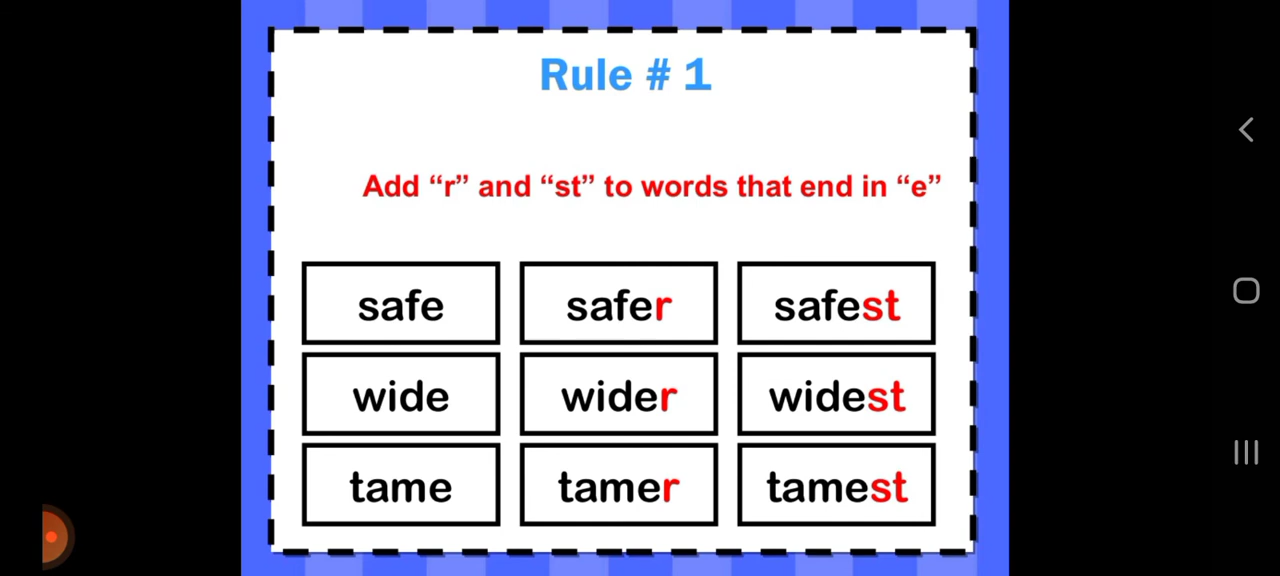 Rule # 1
Add “r” and “st” to words that end in “e”
safe safer safest
wide wider widest
tame tamer tamest